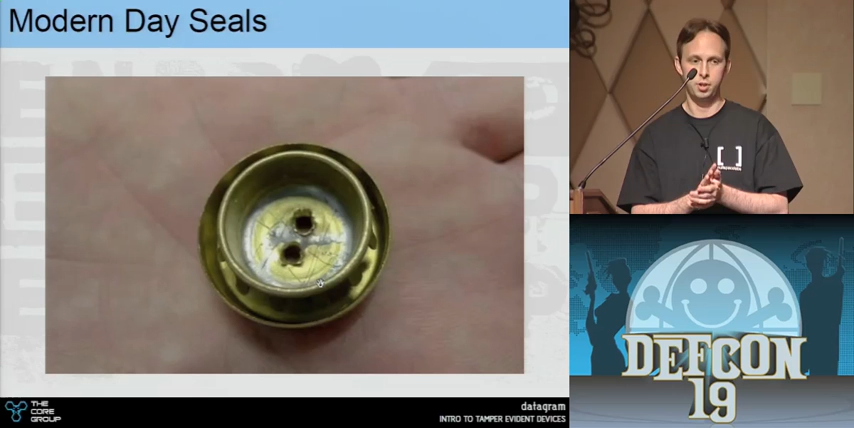 Modern Day Seals
THE
CORE
GROUP
datagram
INTRO TO TAMPER EVIDENT DEVICES
[ ]
DEFCON
19